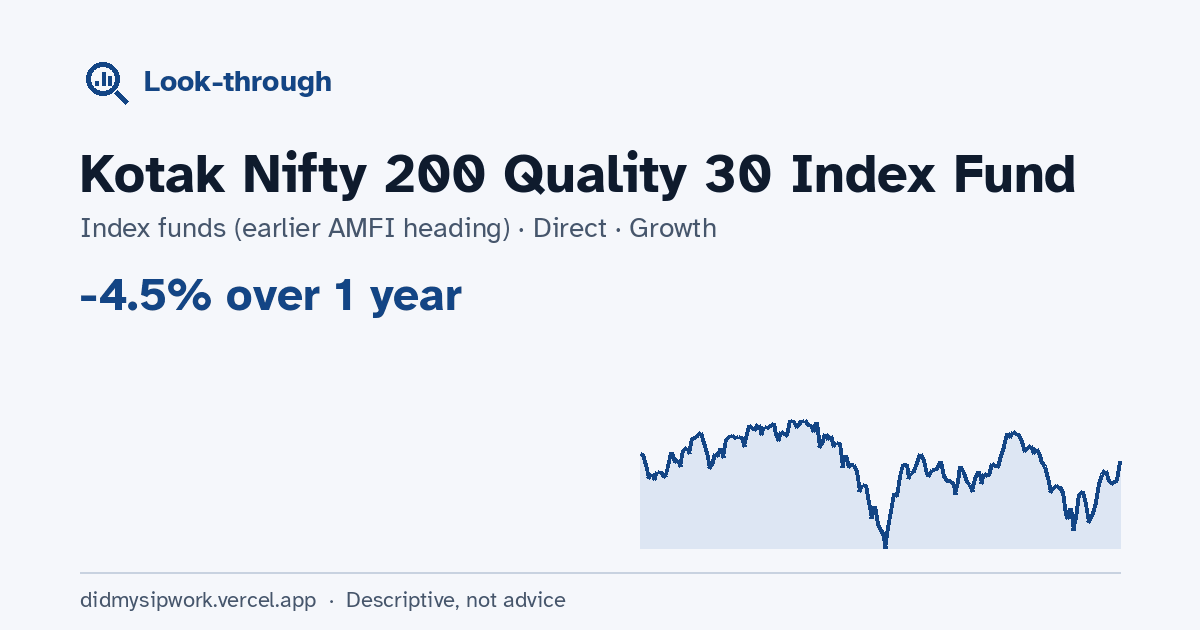 Look-through
Kotak Nifty 200 Quality 30 Index Fund
Index funds (earlier AMFI heading) · Direct · Growth
-4.5% over 1 year
didmysipwork.vercel.app · Descriptive, not advice